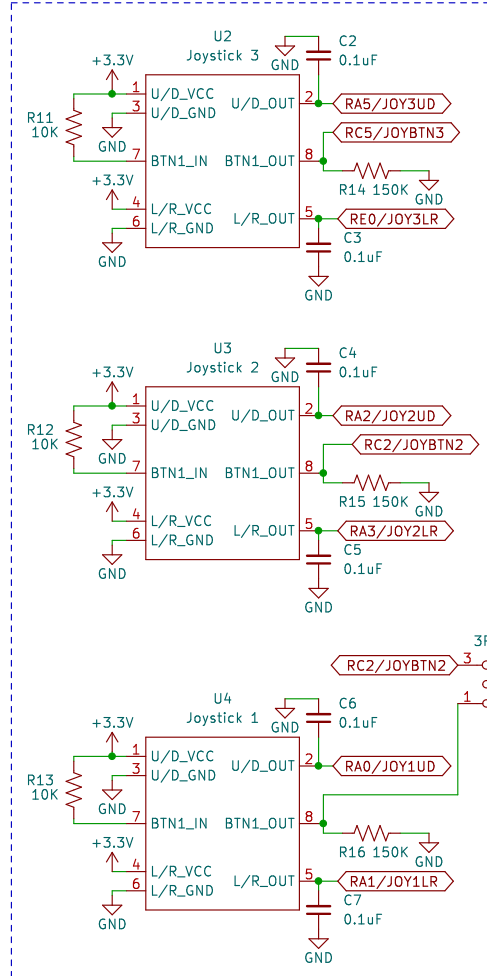 U2
Joystick 3
+3.3V
R11
10K
GND
+3.3V
GND
1
3
7
4
6
U/D_VCC
U/D_GND
BTN1_IN
L/R_VCC
L/R_GND
U/D_OUT
BTN1_OUT
L/R_OUT
2
8
5
GND
C2
0.1uF
RA5/JOY3UD
RC5/JOYBTN3
R14 150K
GND
RE0/JOY3LR
C3
0.1uF
GND
U3
Joystick 2
+3.3V
R12
10K
GND
+3.3V
GND
1
3
7
4
6
U/D_VCC
U/D_GND
BTN1_IN
L/R_VCC
L/R_GND
U/D_OUT
BTN1_OUT
L/R_OUT
2
8
5
GND
C4
0.1uF
RA2/JOY2UD
RC2/JOYBTN2
R15 150K
GND
RA3/JOY2LR
C5
0.1uF
GND
RC2/JOYBTN2
3
1
U4
Joystick 1
+3.3V
R13
10K
GND
+3.3V
GND
1
3
7
4
6
U/D_VCC
U/D_GND
BTN1_IN
L/R_VCC
L/R_GND
U/D_OUT
BTN1_OUT
L/R_OUT
2
8
5
GND
C6
0.1uF
RA0/JOY1UD
R16 150K
GND
RA1/JOY1LR
C7
0.1uF
GND